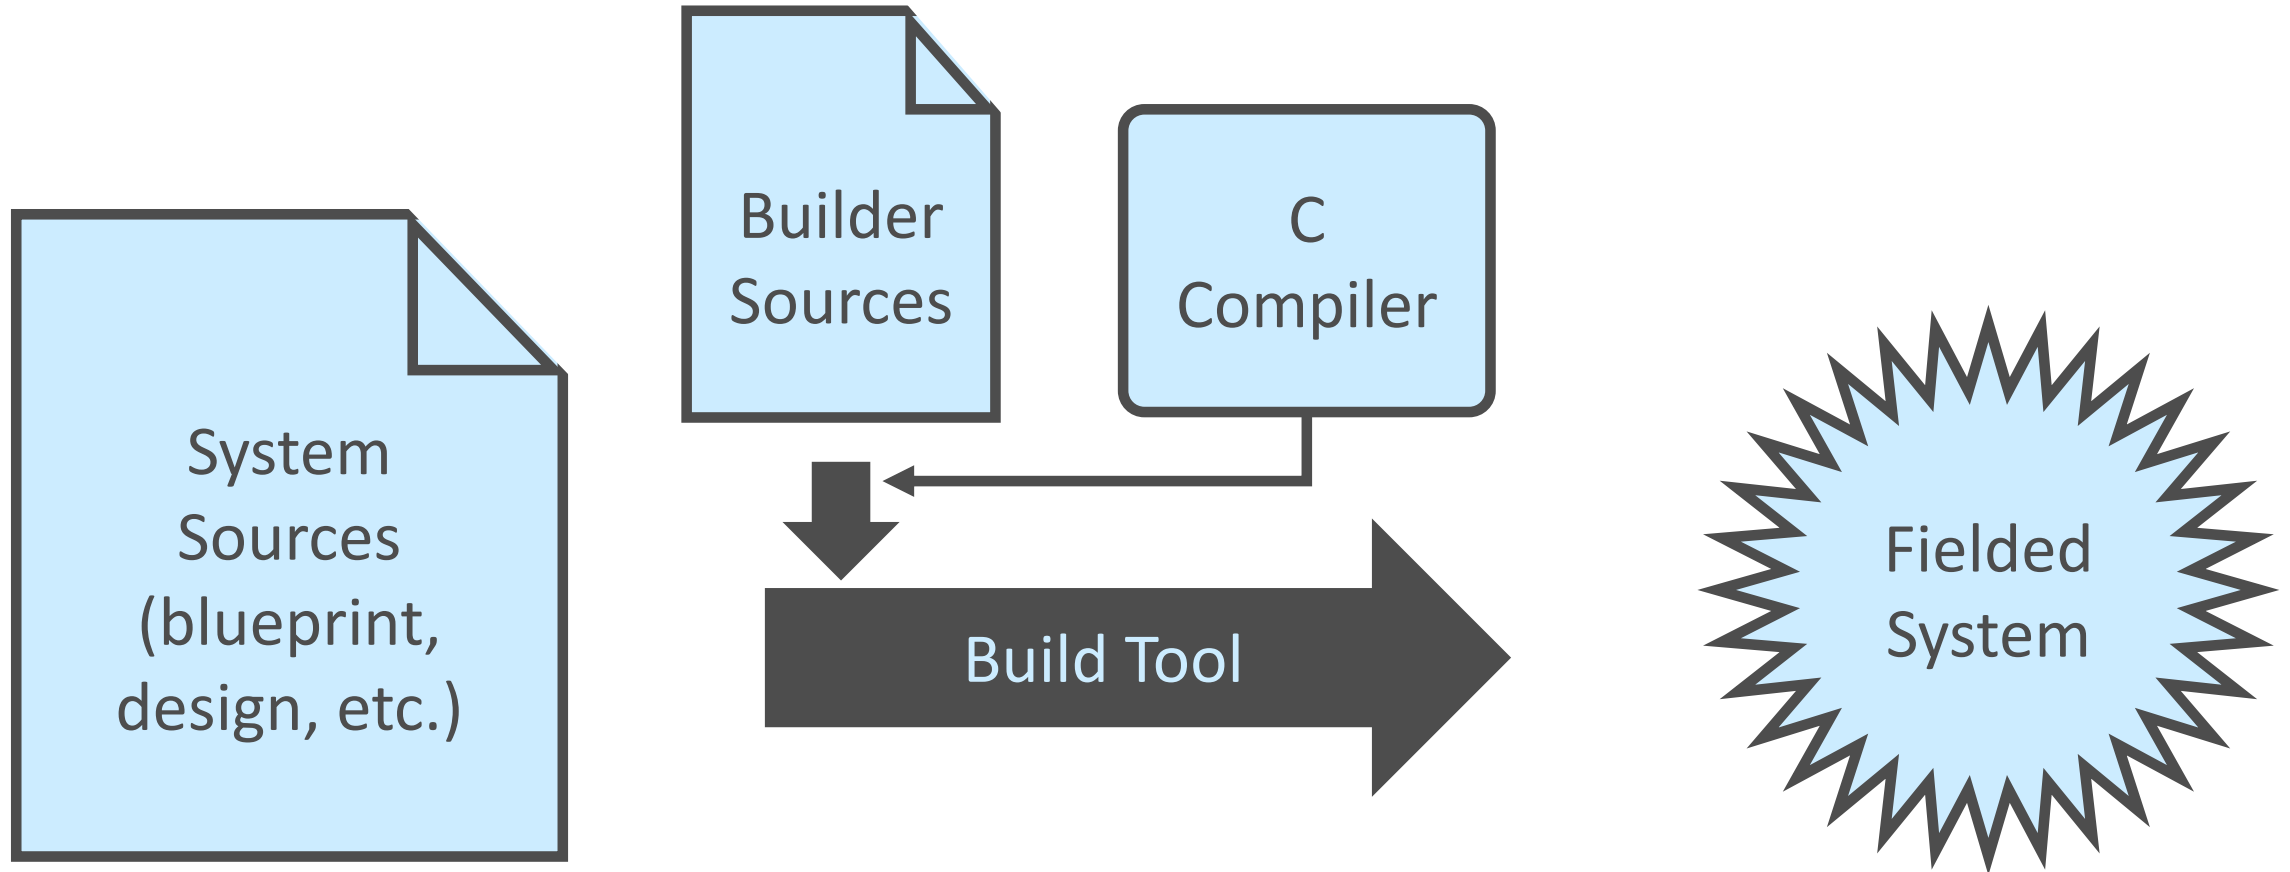 System
Sources
(blueprint,
design, etc.)
Builder
Sources
C
Compiler
Build Tool
Fielded
System